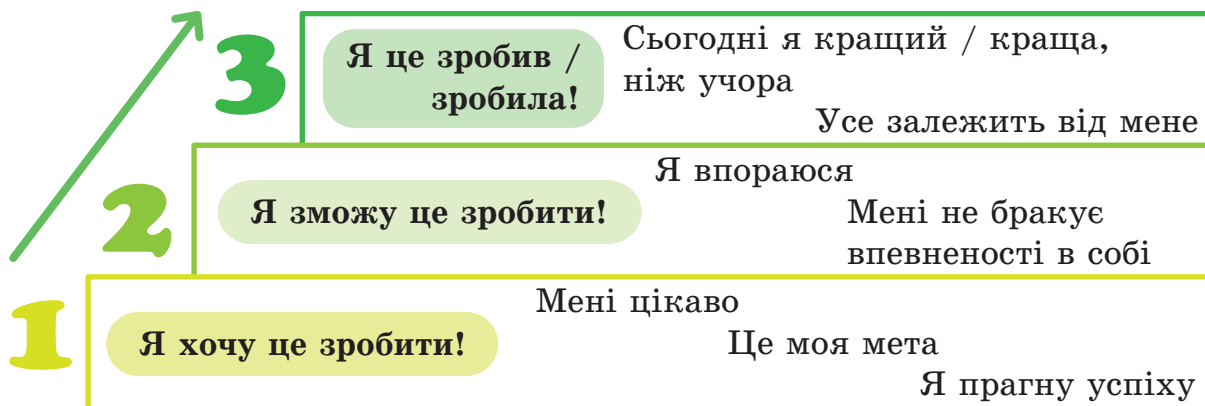 3
Я це зробив /
зробила!
Сьогодні я кращий / краща,
ніж учора
Усе залежить від мене
2
Я зможу це зробити!
Я впораюся
Мені не бракує
впевненості в собі
1
Я хочу це зробити!
Мені цікаво
Це моя мета
Я прагну успіху